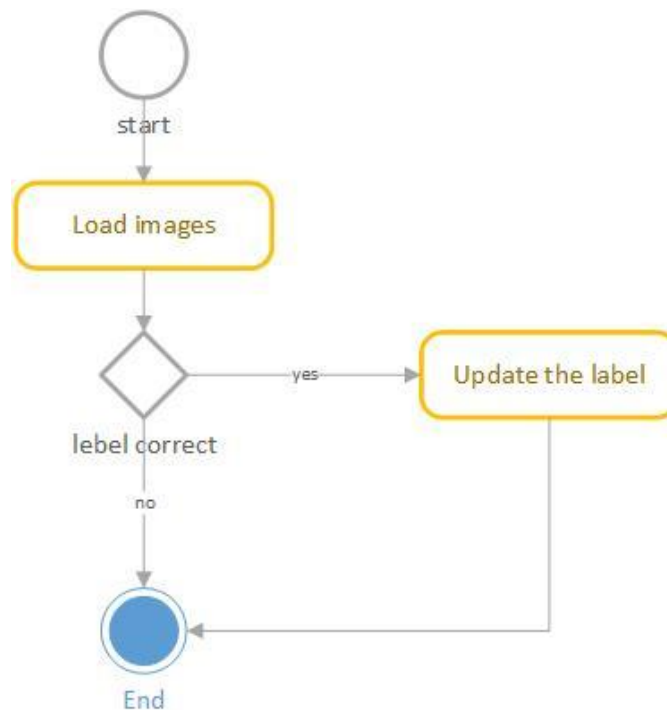 start
Load images
yes
Update the label
lebel correct
no
End